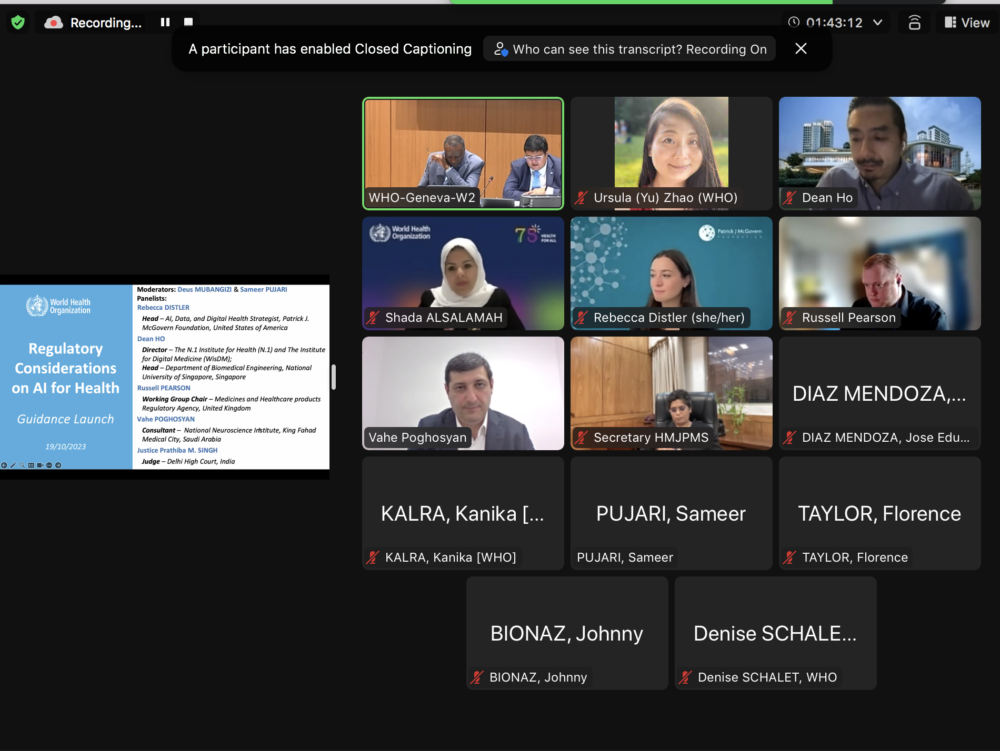 Recording...
01:43:12
View
A participant has enabled Closed Captioning
Who can see this transcript? Recording On
WHO-Geneva-W2
Ursula (Yu) Zhao (WHO)
Dean Ho
World Health
Organization
75
HEALTH
FOR ALL
Shada ALSALAMAH
Patrick J McGovern
FOUNDATION
Rebecca Distler (she/her)
Russell Pearson
World Health
Organization
Regulatory
Considerations
on AI for Health
Guidance Launch
19/10/2023
Moderators: Deus MUBANGIZI & Sameer PUJARI
Panelists:
Rebecca DISTLER
Head – AI, Data, and Digital Health Strategist, Patrick J.
McGovern Foundation, United States of America
Dean HO
Director – The N.1 Institute for Health (N.1) and The Institute
for Digital Medicine (WisDM);
Head – Department of Biomedical Engineering, National
University of Singapore, Singapore
Russell PEARSON
Working Group Chair – Medicines and Healthcare products
Regulatory Agency, United Kingdom
Vahe POGHOSYAN
Consultant – National Neuroscience Institute, King Fahad
Medical City, Saudi Arabia
Justice Prathiba M. SINGH
Judge – Delhi High Court, India
Vahe Poghosyan
Secretary HMJPMS
DIAZ MENDOZA,...
DIAZ MENDOZA, Jose Edu...
KALRA, Kanika [...
KALRA, Kanika [WHO]
PUJARI, Sameer
PUJARI, Sameer
TAYLOR, Florence
TAYLOR, Florence
BIONAZ, Johnny
BIONAZ, Johnny
Denise SCHALE...
Denise SCHALET, WHO